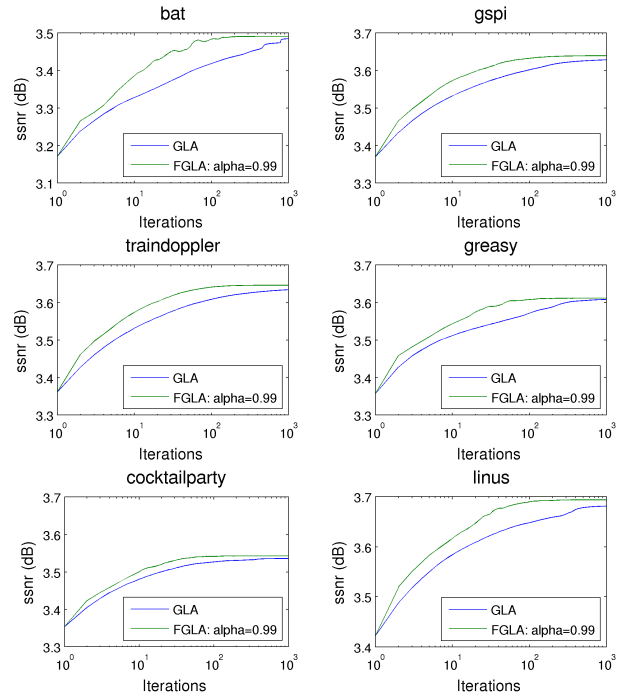 bat
3.5
3.4
3.3
3.2
3.1
ssnr (dB)
GLA
FGLA: alpha=0.99
10^0 10^1 10^2 10^3
Iterations
gspi
3.7
3.6
3.5
3.4
3.3
ssnr (dB)
GLA
FGLA: alpha=0.99
10^0 10^1 10^2 10^3
Iterations
traindoppler
3.7
3.6
3.5
3.4
3.3
ssnr (dB)
GLA
FGLA: alpha=0.99
10^0 10^1 10^2 10^3
Iterations
greasy
3.7
3.6
3.5
3.4
3.3
ssnr (dB)
GLA
FGLA: alpha=0.99
10^0 10^1 10^2 10^3
Iterations
cocktailparty
3.7
3.6
3.5
3.4
3.3
ssnr (dB)
GLA
FGLA: alpha=0.99
10^0 10^1 10^2 10^3
Iterations
linus
3.7
3.6
3.5
3.4
ssnr (dB)
GLA
FGLA: alpha=0.99
10^0 10^1 10^2 10^3
Iterations